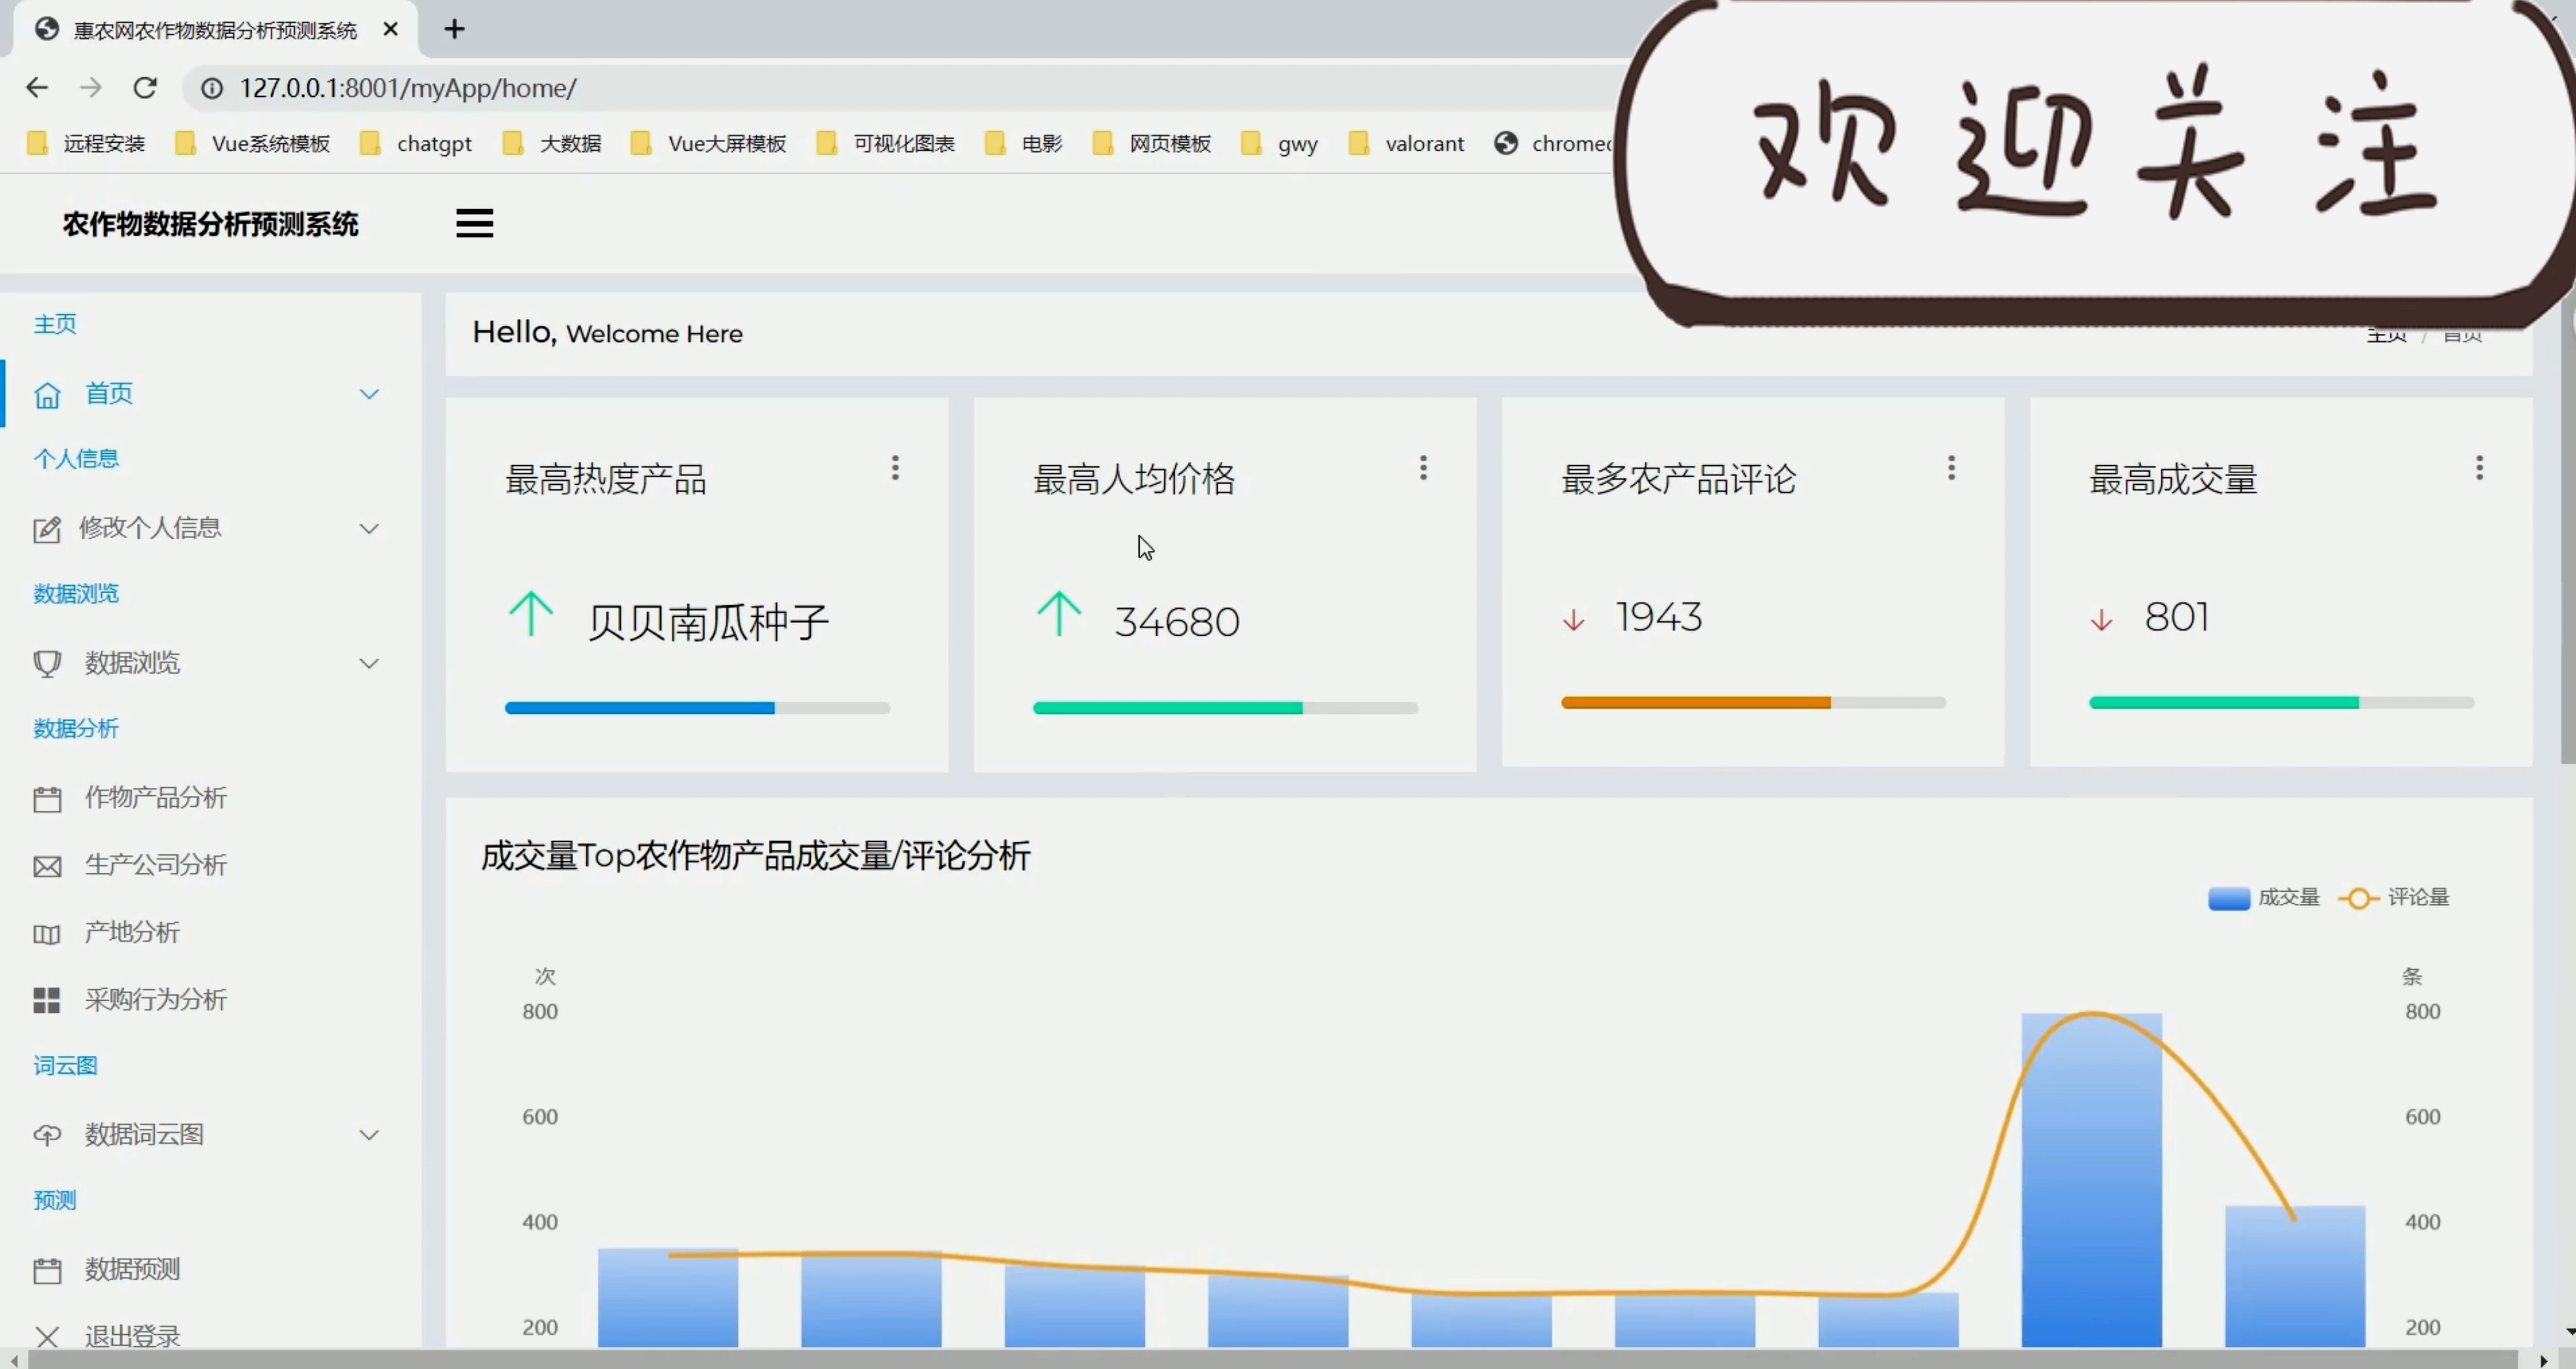 惠农网农作物数据分析预测系统
127.0.0.1:8001/myApp/home/
远程安装 Vue系统模板 chatgpt 大数据 Vue大屏模板 可视化图表 电影 网页模板 gwy valorant
欢迎关注
农作物数据分析预测系统
主页
首页
个人信息
修改个人信息
数据浏览
数据浏览
数据分析
作物产品分析
生产公司分析
产地分析
采购行为分析
词云图
数据词云图
预测
数据预测
退出登录
Hello, Welcome Here
主页 / 首页
最高热度产品
贝贝南瓜种子
最高人均价格
34680
最多农产品评论
1943
最高成交量
801
成交量Top农作物产品成交量/评论分析
成交量 评论量
次
800
600
400
200
条
800
600
400
200